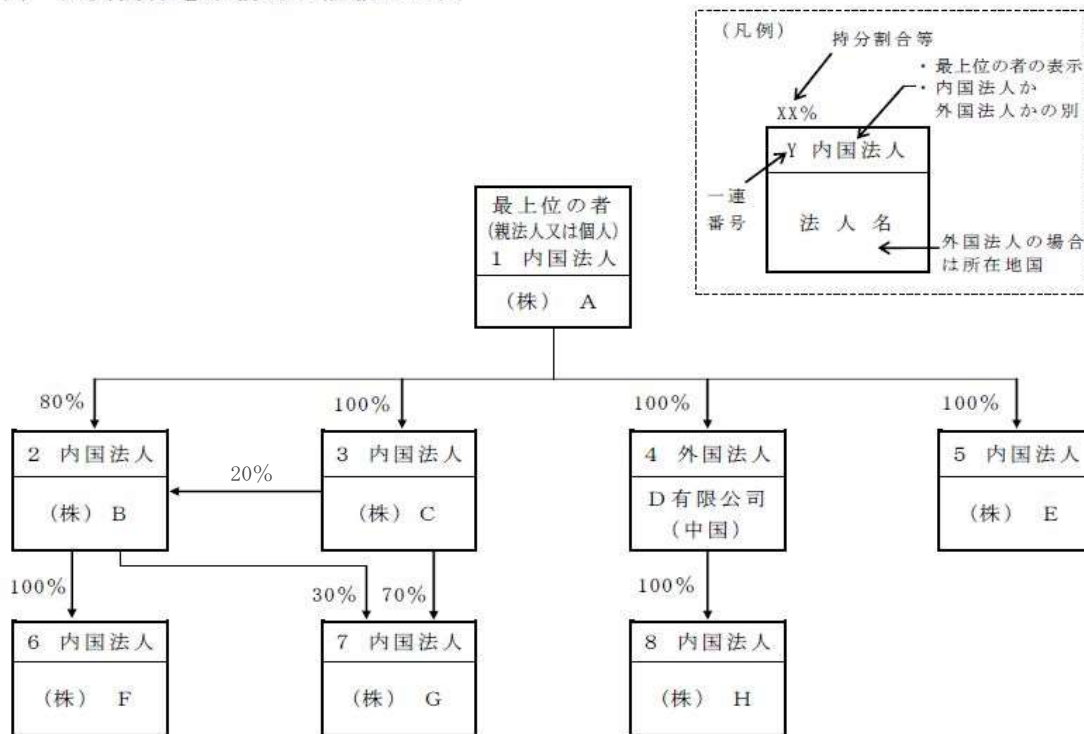 (凡例)
持分割合等
・最上位の者の表示
・内国法人か
外国法人かの別
XX%
Y 内国法人
一連
番号
法 人 名
外国法人の場合
は所在地国
最上位の者
(親法人又は個人)
1 内国法人
(株) A
80%
100%
100%
100%
2 内国法人
(株) B
20%
3 内国法人
(株) C
4 外国法人
D有限公司
(中国)
5 内国法人
(株) E
100%
30%
70%
100%
6 内国法人
(株) F
7 内国法人
(株) G
8 内国法人
(株) H